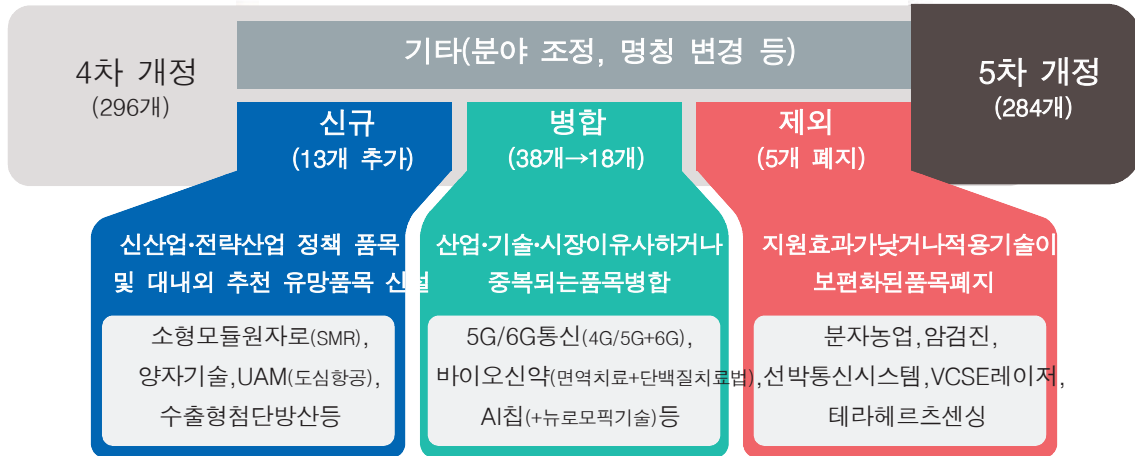 4차 개정
(296개)
기타(분야 조정, 명칭 변경 등)
5차 개정
(284개)
신규
(13개 추가)
병합
(38개→18개)
제외
(5개 폐지)
신산업·전략산업 정책 품목
및 대내외 추천 유망품목 신설
산업·기술·시장이유사하거나
중복되는품목병합
지원효과가낮거나적용기술이
보편화된품목폐지
소형모듈원자로(SMR),
양자기술,UAM(도심항공),
수출형첨단방산등
5G/6G통신(4G/5G+6G),
바이오신약(면역치료+단백질치료법),
AI칩(+뉴로모픽기술)등
분자농업,암검진,
선박통신시스템,VCSE레이저,
테라헤르츠센싱